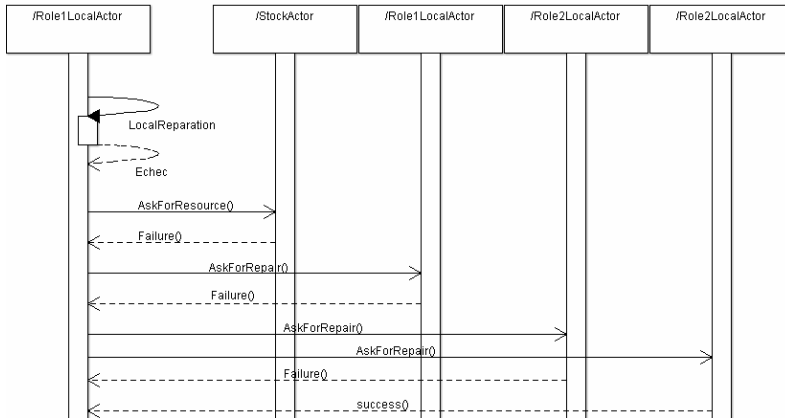 /Role1LocalActor
/StockActor
/Role1LocalActor
/Role2LocalActor
/Role2LocalActor
LocalReparation
Echec
AskForResource()
Failure()
AskForRepair()
Failure()
AskForRepair()
AskForRepair()
Failure()
success()